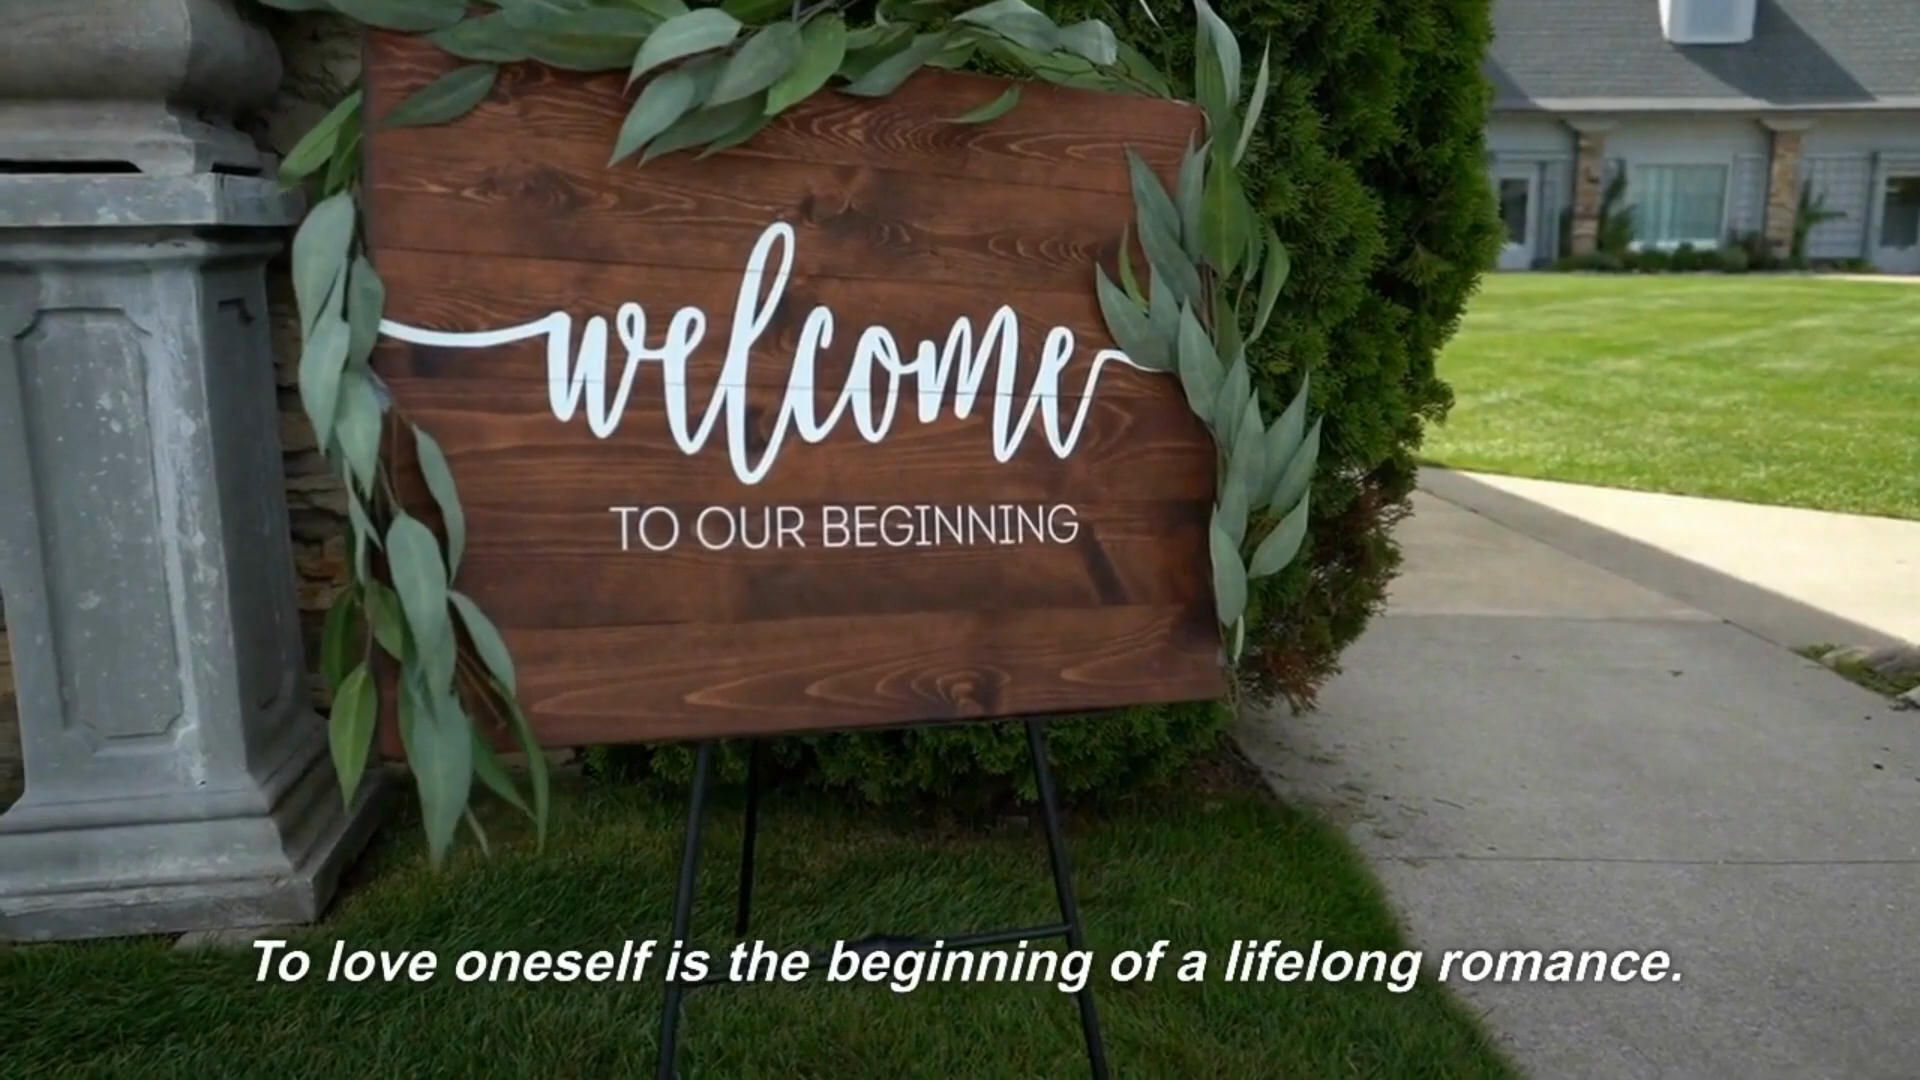 welcome
TO OUR BEGINNING
To love oneself is the beginning of a lifelong romance.